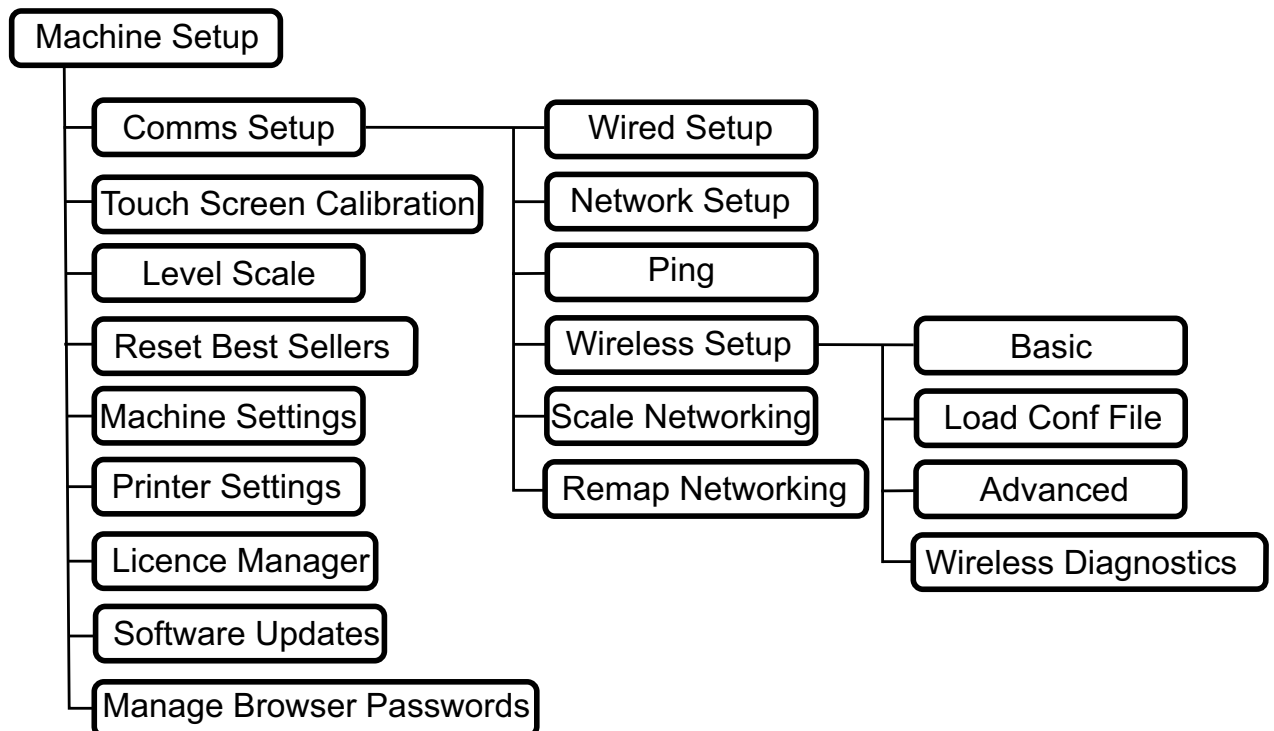 Machine Setup
Comms Setup
Wired Setup
Touch Screen Calibration
Network Setup
Level Scale
Ping
Reset Best Sellers
Wireless Setup
Basic
Machine Settings
Scale Networking
Load Conf File
Printer Settings
Remap Networking
Advanced
Licence Manager
Wireless Diagnostics
Software Updates
Manage Browser Passwords